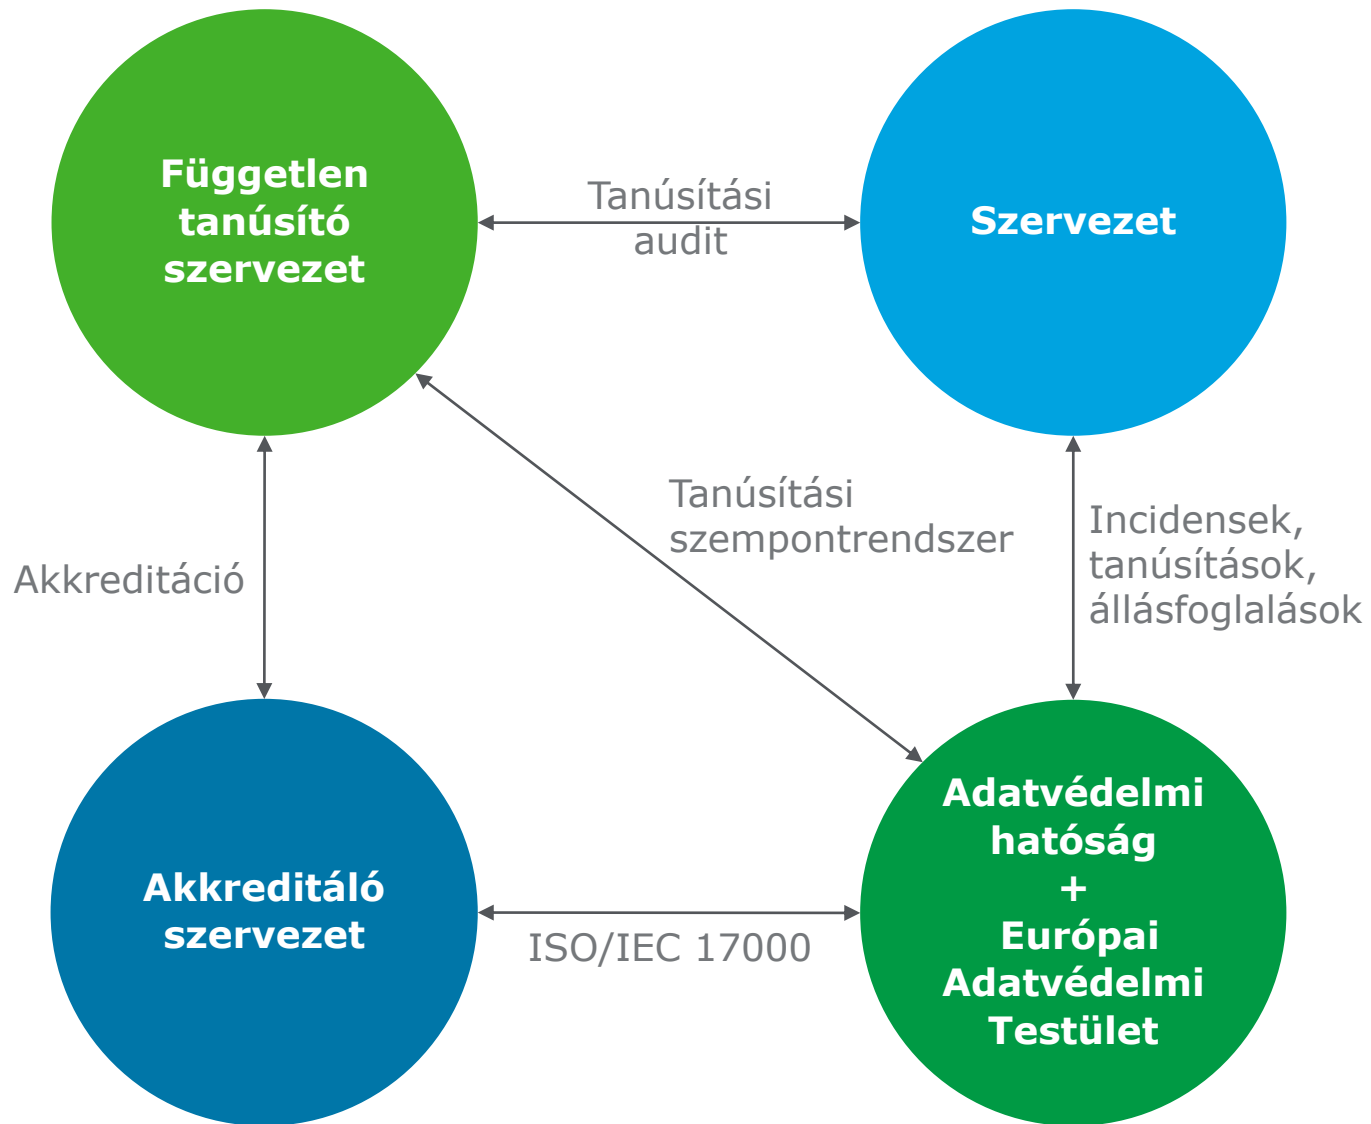 Független
tanúsító
szervezet
Tanúsítási
audit
Szervezet
Akkreditáció
Tanúsítási
szempontrendszer
Incidensek,
tanúsítások,
állásfoglalások
Akkreditáló
szervezet
ISO/IEC 17000
Adatvédelmi
hatóság
+
Európai
Adatvédelmi
Testület